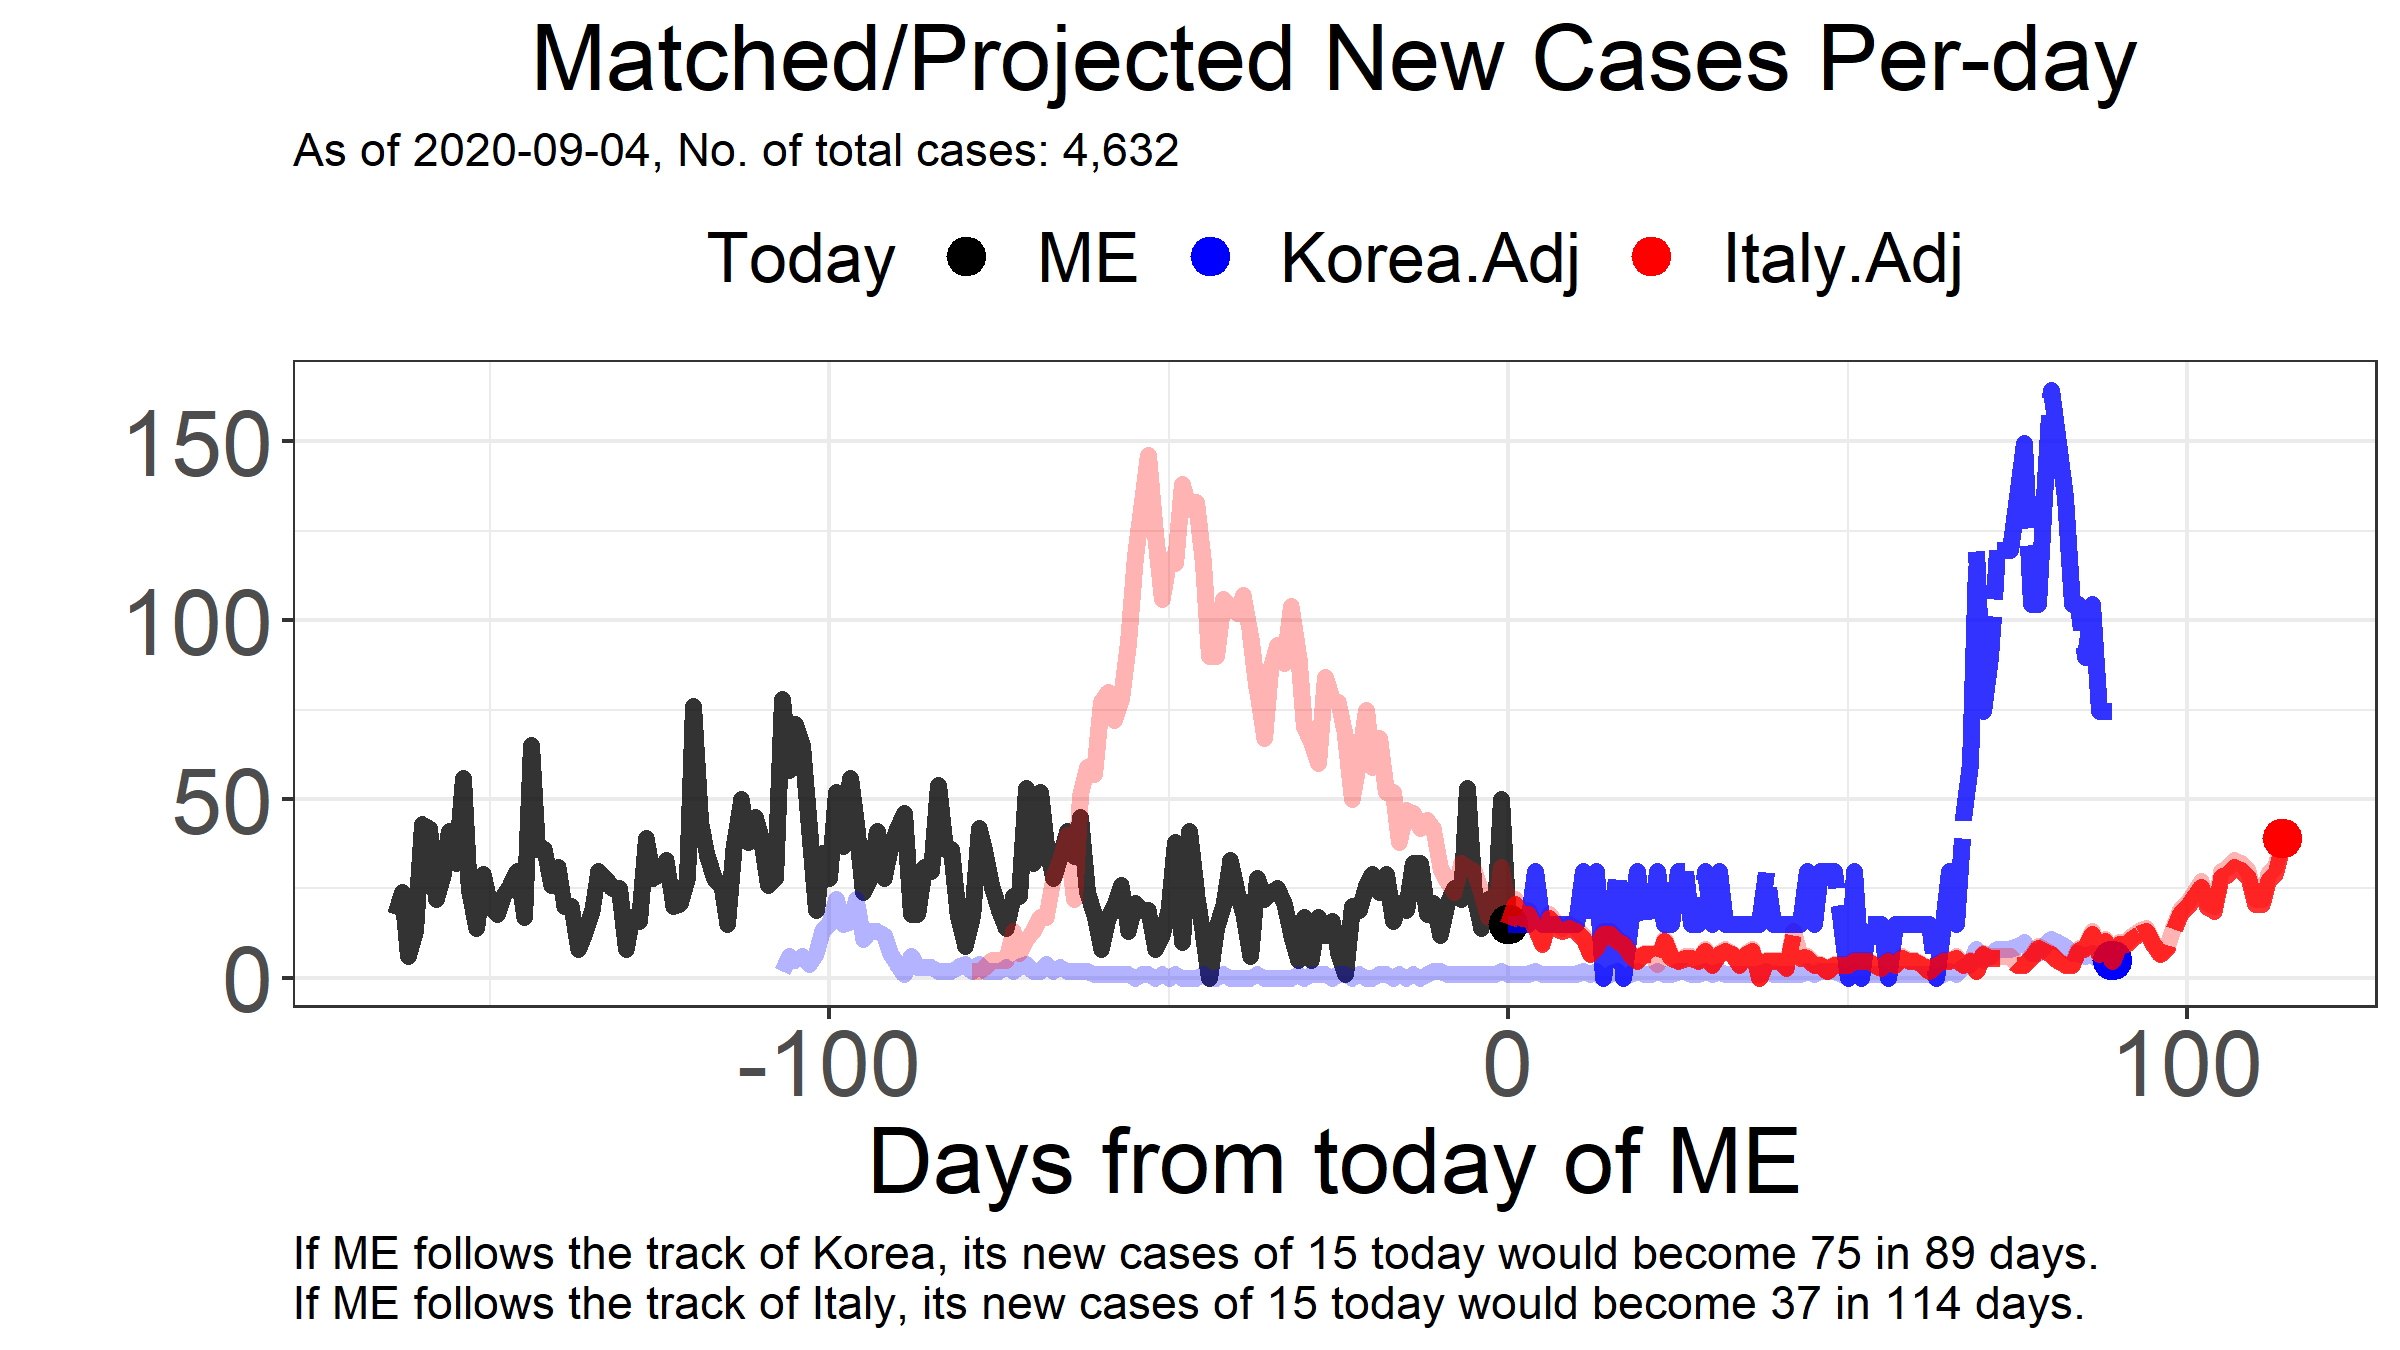 Matched/Projected New Cases Per-day
As of 2020-09-04, No. of total cases: 4,632
Today ME Korea.Adj Italy.Adj
150
100
50
0
-100 0 100
Days from today of ME
If ME follows the track of Korea, its new cases of 15 today would become 75 in 89 days.
If ME follows the track of Italy, its new cases of 15 today would become 37 in 114 days.